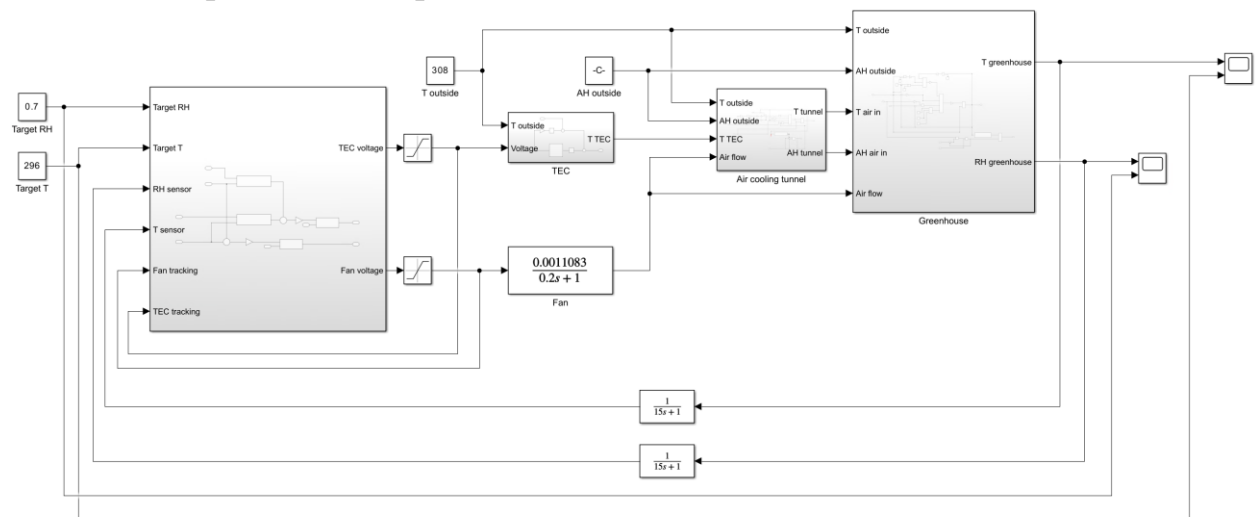 T outside
T greenhouse
308
-C-
AH outside
T outside
AH outside
0.7
Target RH
Target RH
T outside
T tunnel
T air in
AH outside
T outside
T TEC
T TEC
296
Target T
Target T
TEC voltage
Voltage
AH tunnel
AH air in
RH greenhouse
TEC
Air flow
Air cooling tunnel
RH sensor
Air flow
Greenhouse
T sensor
Fan tracking
Fan voltage
0.0011083
0.2s + 1
Fan
TEC tracking
1
15s + 1
1
15s + 1